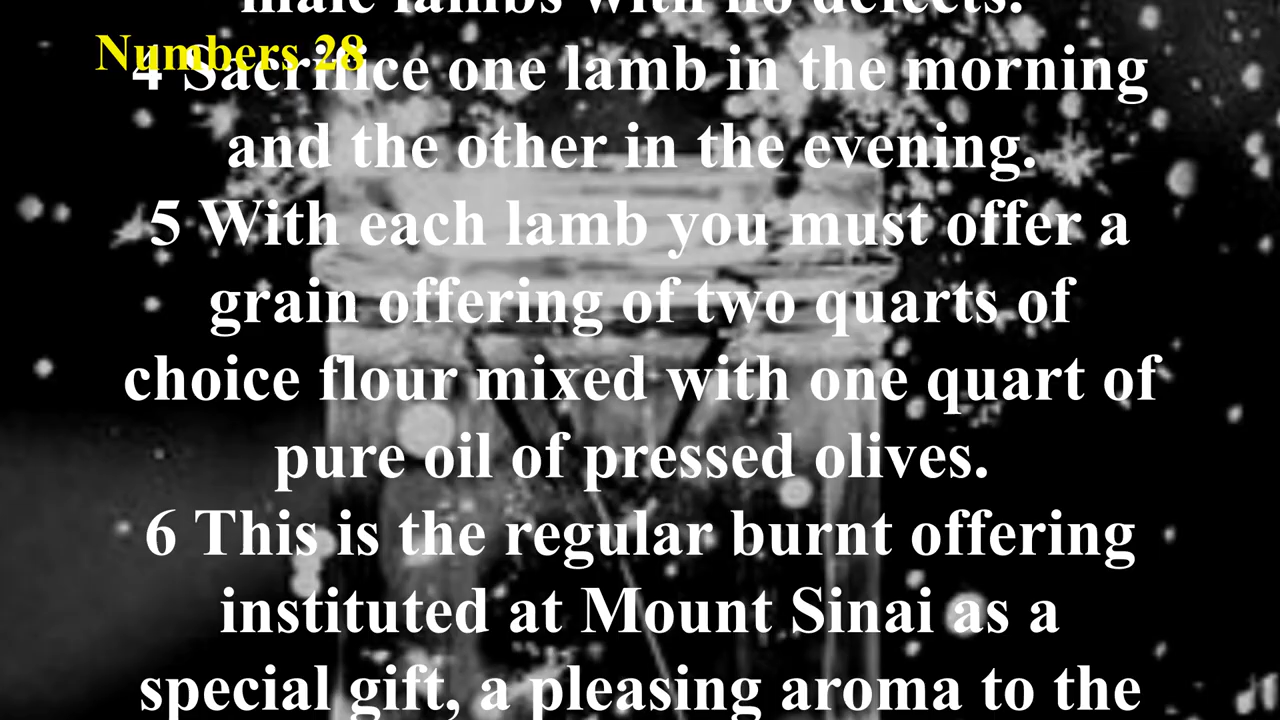 male lambs with no defects.
Numbers 28
4 Sacrifice one lamb in the morning
and the other in the evening.
5 With each lamb you must offer a
grain offering of two quarts of
choice flour mixed with one quart of
pure oil of pressed olives.
6 This is the regular burnt offering
instituted at Mount Sinai as a
special gift, a pleasing aroma to the